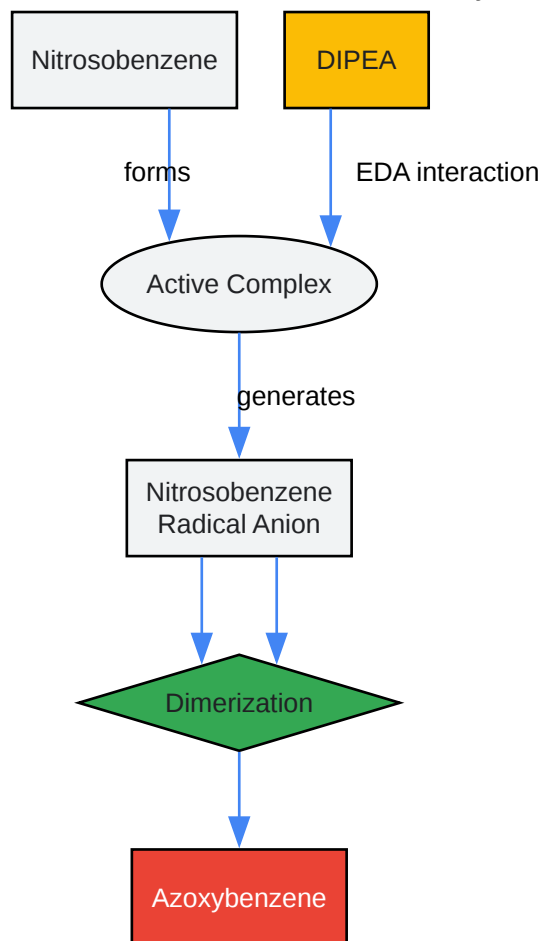 Nitrosobenzene
DIPEA
forms
EDA interaction
Active Complex
generates
Nitrosobenzene
Radical Anion
Dimerization
Azoxybenzene